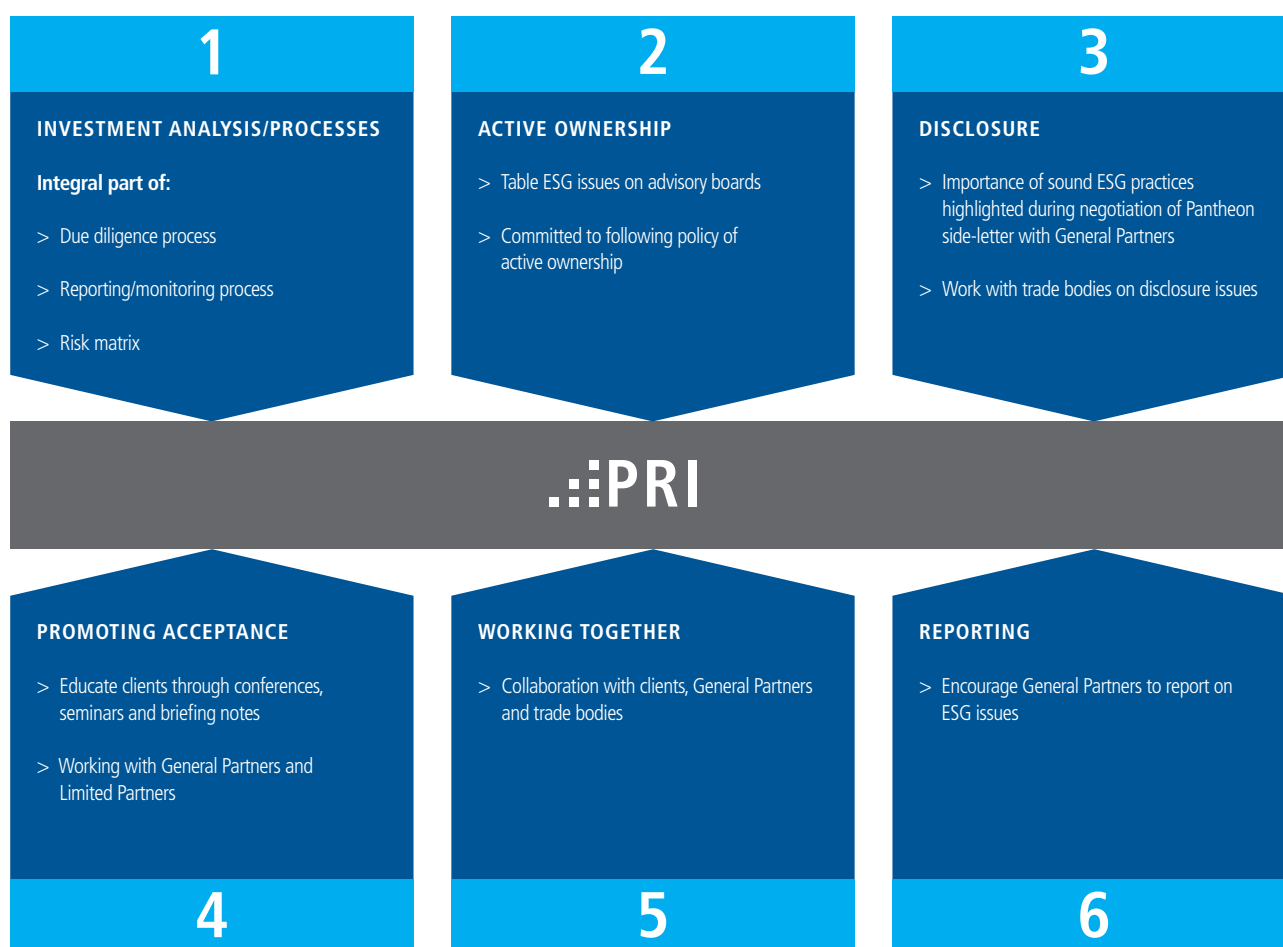 1
INVESTMENT ANALYSIS/PROCESSES
Integral part of:
> Due diligence process
> Reporting/monitoring process
> Risk matrix
2
ACTIVE OWNERSHIP
> Table ESG issues on advisory boards
> Committed to following policy of
active ownership
3
DISCLOSURE
> Importance of sound ESG practices
highlighted during negotiation of Pantheon
side-letter with General Partners
> Work with trade bodies on disclosure issues
PRI
PROMOTING ACCEPTANCE
> Educate clients through conferences,
seminars and briefing notes
> Working with General Partners and
Limited Partners
4
WORKING TOGETHER
> Collaboration with clients, General Partners
and trade bodies
5
REPORTING
> Encourage General Partners to report on
ESG issues
6